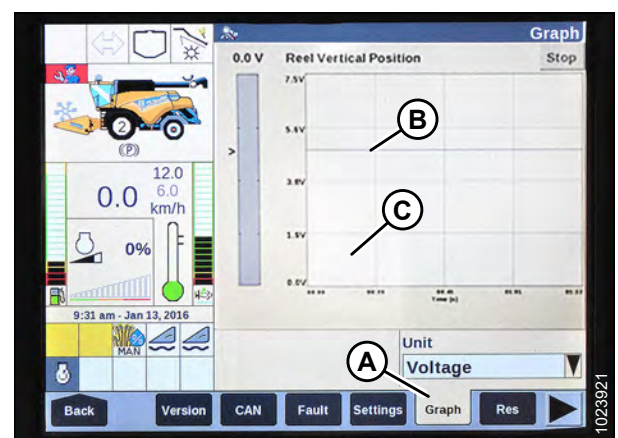 Graph
0.0 V Reel Vertical Position Stop
7.5V
B
5.6V
2
(P)
12.0
6.0
0.0 km/h
3.8V
C
0%
1.9V
0.0V
Time (s)
9:31 am - Jan 13, 2016
MAN
A
Unit
Voltage
Back Version CAN Fault Settings Graph Res
1023921